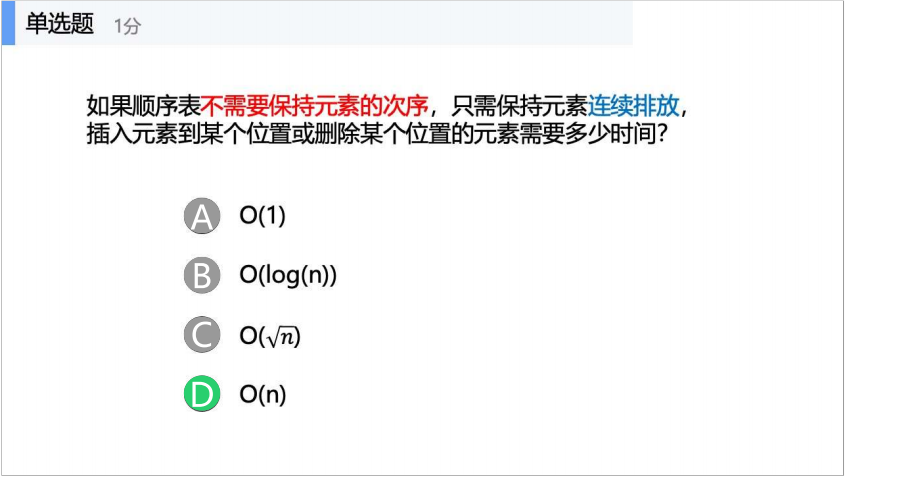 单选题 1分
如果顺序表不需要保持元素的次序，只需保持元素连续排放，
插入元素到某个位置或删除某个位置的元素需要多少时间？
A O(1)
B O(log(n))
C O(√n)
D O(n)